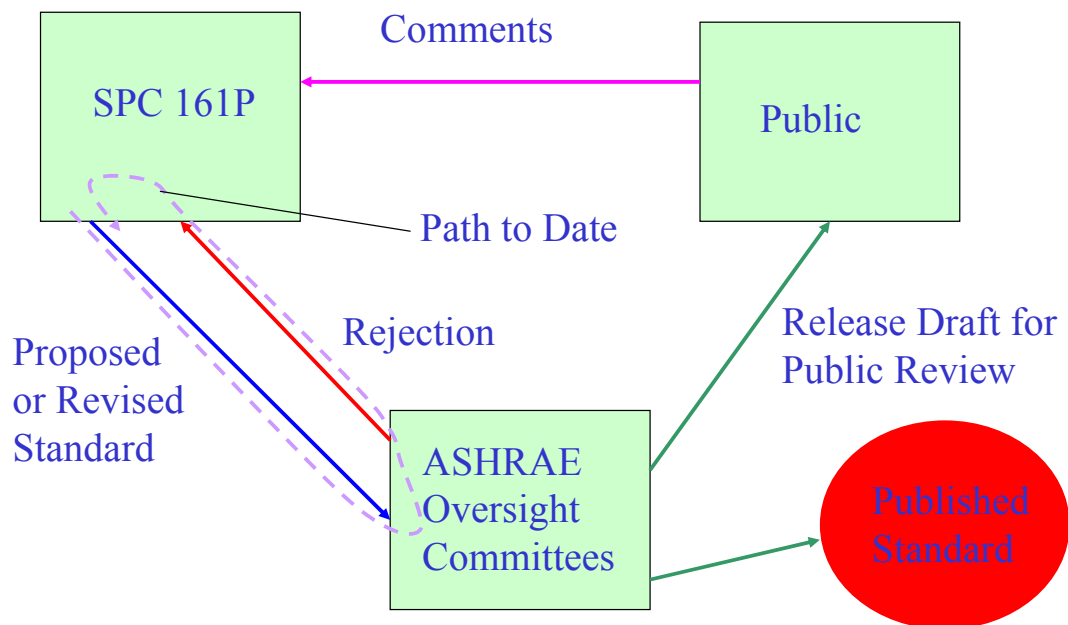 Comments
SPC 161P
Public
Path to Date
Proposed
or Revised
Standard
Rejection
Release Draft for
Public Review
ASHRAE
Oversight
Committees
Published
Standard